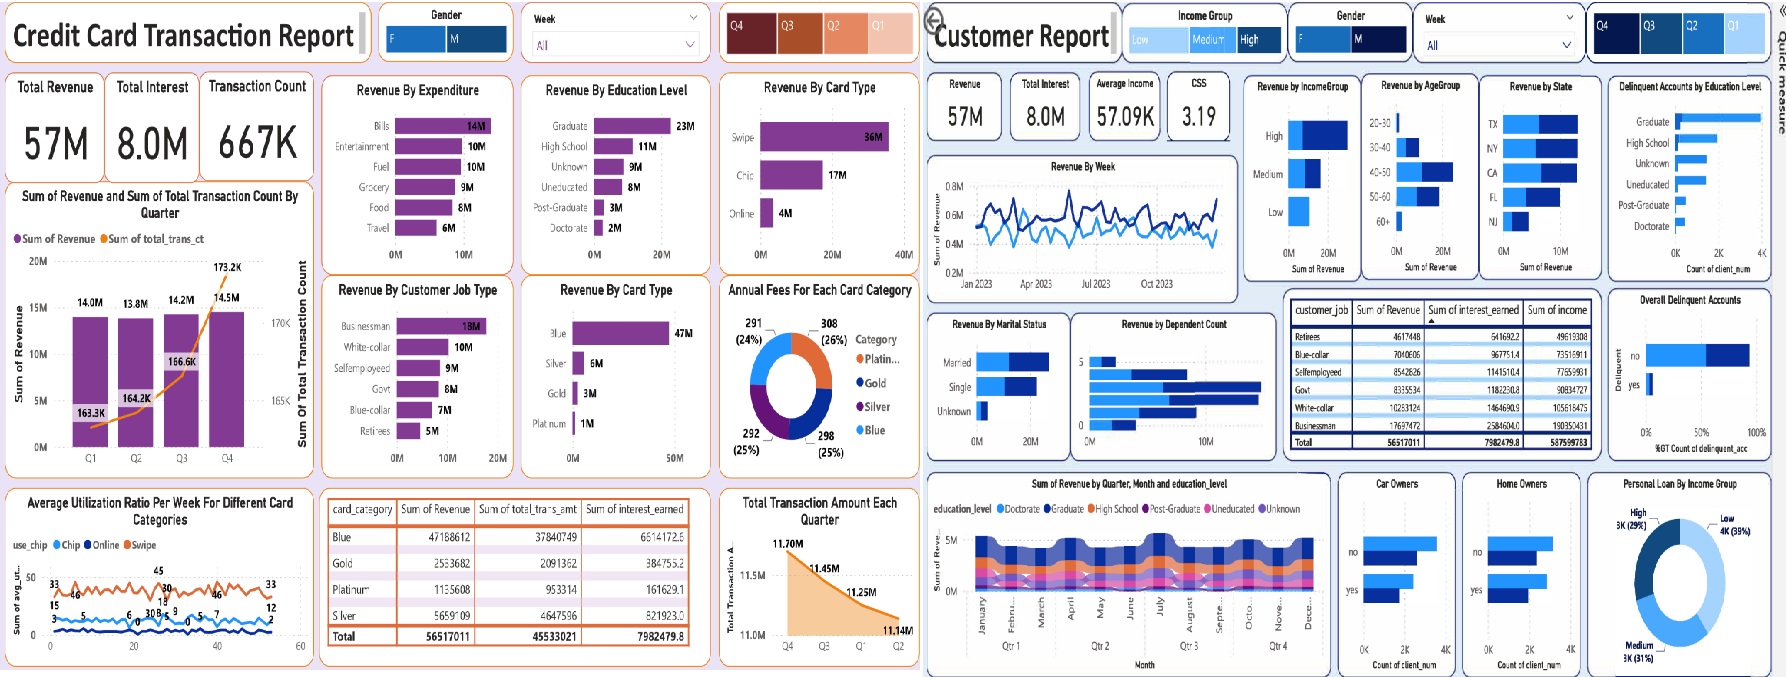 Credit Card Transaction Report
Gender
F M
Week
All
Q4 Q3 Q2 Q1
Total Revenue
57M
Total Interest
8.0M
Transaction Count
667K
Sum of Revenue and Sum of Total Transaction Count By
Quarter
Sum of Revenue Sum of total_trans_ct
Sum of Revenue
20M
15M
10M
5M
0M
14.0M 13.8M 14.2M 14.5M
163.3K 164.2K 166.6K 173.2K
170K
165K
Sum Of Total Transaction Count
Q1 Q2 Q3 Q4
Revenue By Expenditure
Bills 14M
Entertainment 10M
Fuel 10M
Grocery 9M
Food 8M
Travel 6M
0M 10M
Revenue By Education Level
Graduate 23M
High School 11M
Unknown 9M
Uneducated 8M
Post-Graduate 3M
Doctorate 2M
0M 20M
Revenue By Card Type
Swipe 36M
Chip 17M
Online 4M
0M 20M 40M
Revenue By Customer Job Type
Businessman 18M
White-collar 10M
Selfemployeed 9M
Govt 8M
Blue-collar 7M
Retirees 5M
0M 10M 20M
Revenue By Card Type
Blue 47M
Silver 6M
Gold 3M
Platinum 1M
0M 50M
Annual Fees For Each Card Category
291
(24%)
308
(26%)
292
(25%)
298
(25%)
Category
Platin...
Gold
Silver
Blue
Average Utilization Ratio Per Week For Different Card
Categories
use_chip Chip Online Swipe
Sum of avg_ut...
50
0
33 46 45 30 46 33
15 18 12
3 5 6 0 308 5 9 0 5 7 2
0 20 40 60
card_category Sum of Revenue Sum of total_trans_amt Sum of interest_earned
Blue 47188612 37840749 6614172.6
Gold 2533682 2091362 384755.2
Platinum 1135608 953314 161629.1
Silver 5659109 4647596 821923.0
Total 56517011 45533021 7982479.8
Total Transaction Amount Each
Quarter
Total Transaction A...
11.70M
11.45M
11.25M
11.14M
11.5M
11.0M
Q4 Q3 Q1 Q2
Customer Report
Income Group
Low Medium High
Gender
F M
Week
All
Q4 Q3 Q2 Q1
Quick measure
Revenue
57M
Total Interest
8.0M
Average Income
57.09K
CSS
3.19
Revenue By Week
Sum of Revenue
0.8M
0.6M
0.4M
0.2M
Jan 2023 Apr 2023 Jul 2023 Oct 2023
Revenue by IncomeGroup
High
Medium
Low
0M 20M
Sum of Revenue
Revenue by AgeGroup
20-30
30-40
40-50
50-60
60+
0M 20M
Sum of Revenue
Revenue by State
TX
NY
CA
FL
NJ
0M 10M
Sum of Revenue
Delinquent Accounts by Education Level
Graduate
High School
Unknown
Uneducated
Post-Graduate
Doctorate
0K 2K 4K
Count of client_num
Revenue By Marital Status
Married
Single
Unknown
0M 20M
Revenue by Dependent Count
5
0
0M 10M
customer_job Sum of Revenue Sum of interest_earned Sum of income
Retirees 4617448 641692.2 49619308
Blue-collar 7040606 967751.4 73516911
Selfemployeed 8542826 1141510.4 77659931
Govt 8335534 1182230.8 90834727
White-collar 10283124 1464690.9 105618475
Businessman 17697472 2584604.0 190350431
Total 56517011 7982479.8 587599783
Overall Delinquent Accounts
Delinquent
no
yes
0% 50% 100%
%GT Count of delinquent_acc
Sum of Revenue by Quarter, Month and education_level
education_level Doctorate Graduate High School Post-Graduate Uneducated Unknown
Sum of Reve...
5M
0M
January Febru... March April May June July August Septe... Octo... Nove... Dece...
Qtr 1 Qtr 2 Qtr 3 Qtr 4
Month
Car Owners
no
yes
0K 2K 4K
Count of client_num
Home Owners
no
yes
0K 2K 4K
Count of client_num
Personal Loan By Income Group
High
3K (29%)
Low
4K (39%)
Medium
3K (31%)